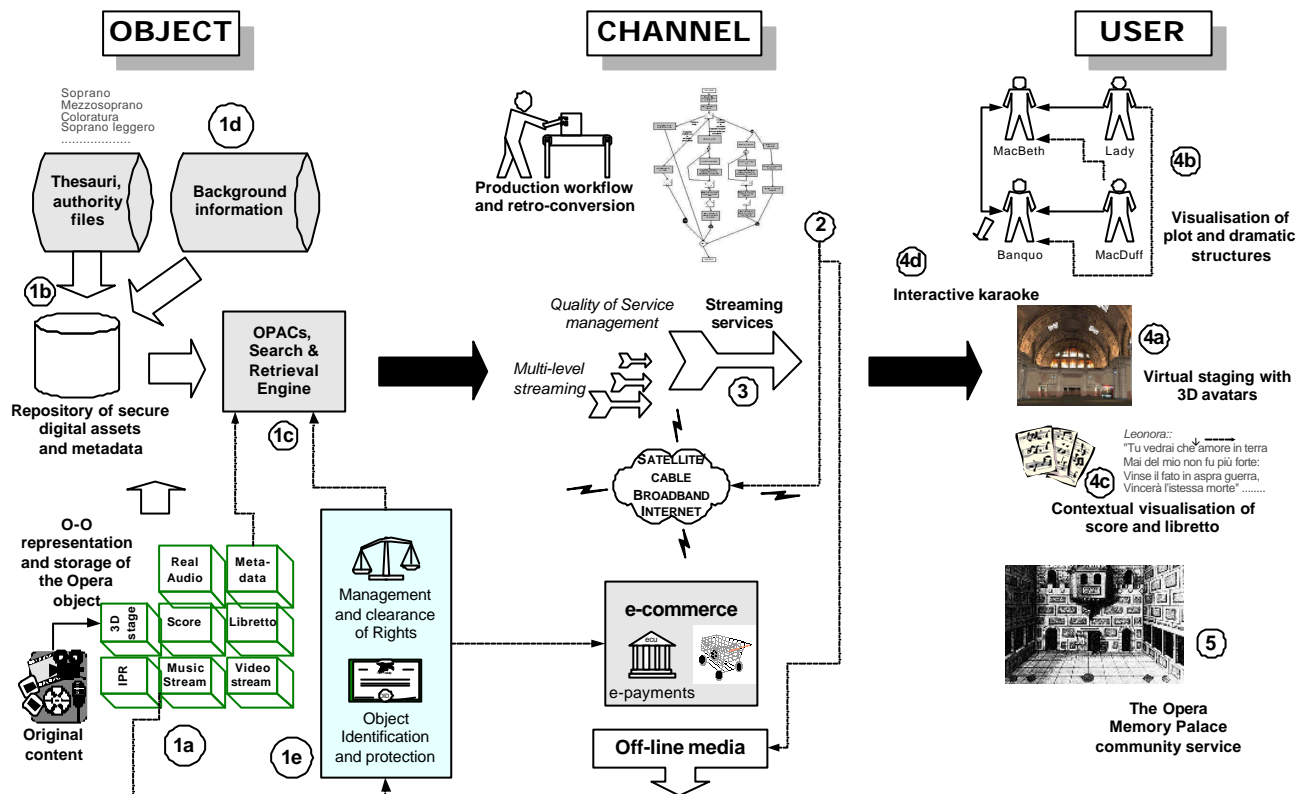 OBJECT
CHANNEL
USER
Soprano
Mezzosoprano
Coloratura
Soprano leggero
...................
1d
Thesauri,
authority
files
Background
information
1b
Repository of secure
digital assets
and metadata
OPACs,
Search &
Retrieval
Engine
1c
O-O
representation
and storage of
the Opera
object
Real
Audio
Meta-
data
3D
stage
Score
Libretto
IPR
Music
Stream
Video
stream
Original
content
1a
Management
and clearance
of Rights
Object
Identification
and protection
1e
Production workflow
and retro-conversion
2
Quality of Service
management
Streaming
services
Multi-level
streaming
3
SATELLITE/
CABLE
BROADBAND
INTERNET
e-commerce
ecu
e-payments
Off-line media
MacBeth
Lady
Banquo
MacDuff
4b
Visualisation of
plot and dramatic
structures
4d
Interactive karaoke
4a
Virtual staging with
3D avatars
Leonora::
"Tu vedrai che amore in terra
Mai del mio non fu più forte:
Vinse il fato in aspra guerra,
Vincerà l'istessa morte" ........
4c
Contextual visualisation of
score and libretto
5
The Opera
Memory Palace
community service